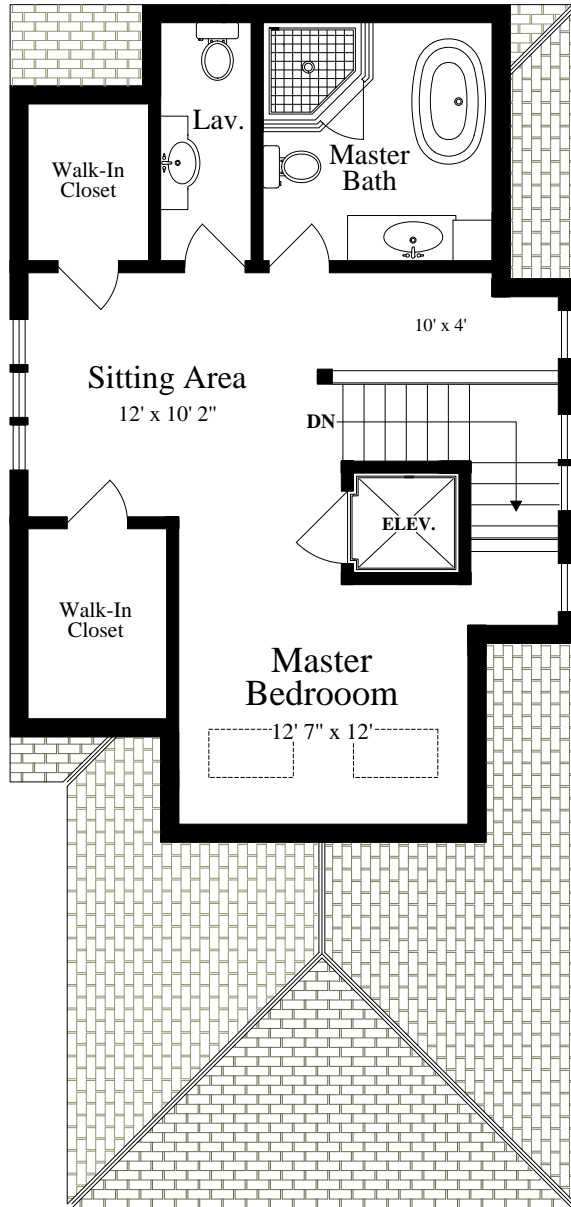 Lav.
Walk-In
Closet
Master
Bath
10' x 4'
Sitting Area
12' x 10' 2"
DN
ELEV.
Walk-In
Closet
Master
Bedrooom
12' 7" x 12'